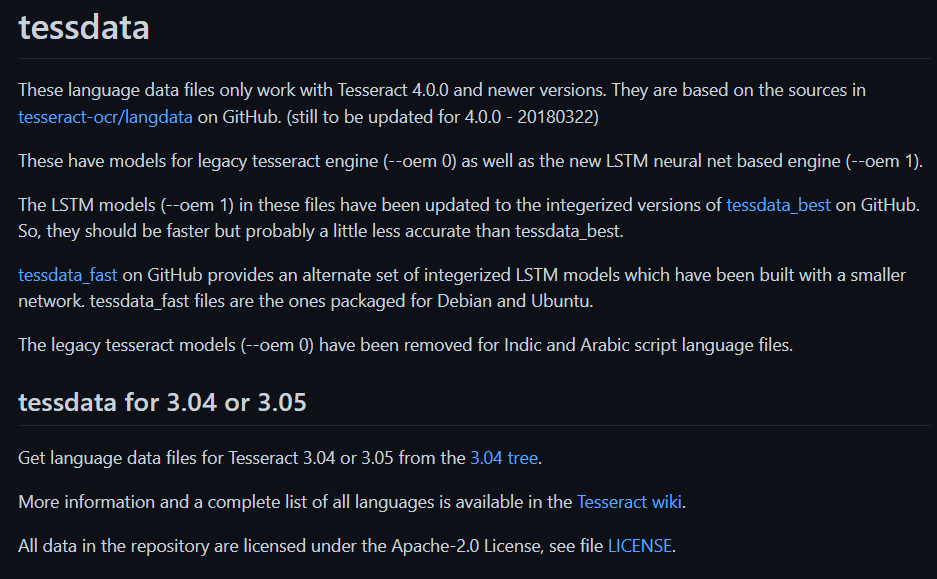 tessdata
These language data files only work with Tesseract 4.0.0 and newer versions. They are based on the sources in
tesseract-ocr/langdata on GitHub. (still to be updated for 4.0.0 - 20180322)
These have models for legacy tesseract engine (--oem 0) as well as the new LSTM neural net based engine (--oem 1).
The LSTM models (--oem 1) in these files have been updated to the integerized versions of tessdata_best on GitHub.
So, they should be faster but probably a little less accurate than tessdata_best.
tessdata_fast on GitHub provides an alternate set of integerized LSTM models which have been built with a smaller
network. tessdata_fast files are the ones packaged for Debian and Ubuntu.
The legacy tesseract models (--oem 0) have been removed for Indic and Arabic script language files.
tessdata for 3.04 or 3.05
Get language data files for Tesseract 3.04 or 3.05 from the 3.04 tree.
More information and a complete list of all languages is available in the Tesseract wiki.
All data in the repository are licensed under the Apache-2.0 License, see file LICENSE.